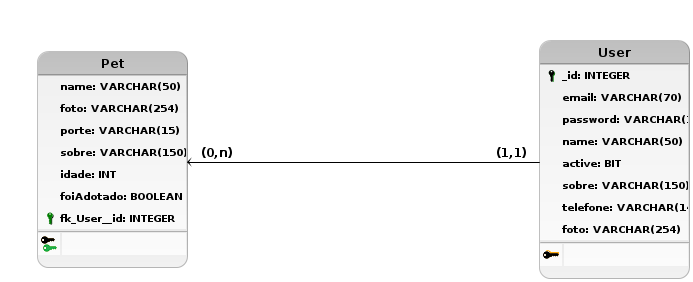 Pet
name: VARCHAR(50)
foto: VARCHAR(254)
porte: VARCHAR(15)
sobre: VARCHAR(150)
idade: INT
foiAdotado: BOOLEAN
fk_User__id: INTEGER
(0,n)
(1,1)
User
_id: INTEGER
email: VARCHAR(70)
password: VARCHAR(
name: VARCHAR(50)
active: BIT
sobre: VARCHAR(150)
telefone: VARCHAR(1
foto: VARCHAR(254)